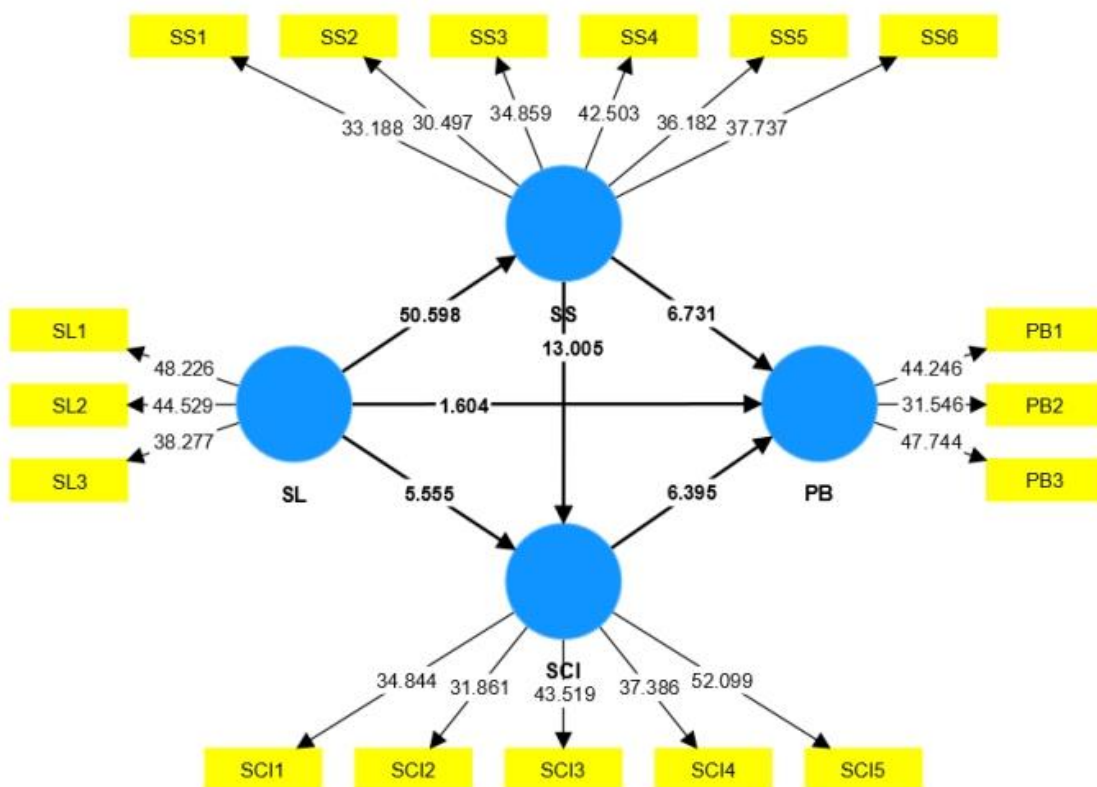 SS1 SS2 SS3 SS4 SS5 SS6
33.188 30.497 34.859 42.503 36.182 37.737
SS
50.598 13.005 6.731
SL1 PB1
48.226 44.246
SL2 44.529 1.604 31.546 PB2
38.277 47.744
SL3 PB3
SL PB
5.555 6.395
SCI
34.844 31.861 43.519 37.386 52.099
SCI1 SCI2 SCI3 SCI4 SCI5